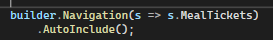 builder.Navigation(s => s.MealTickets)
.AutoInclude();